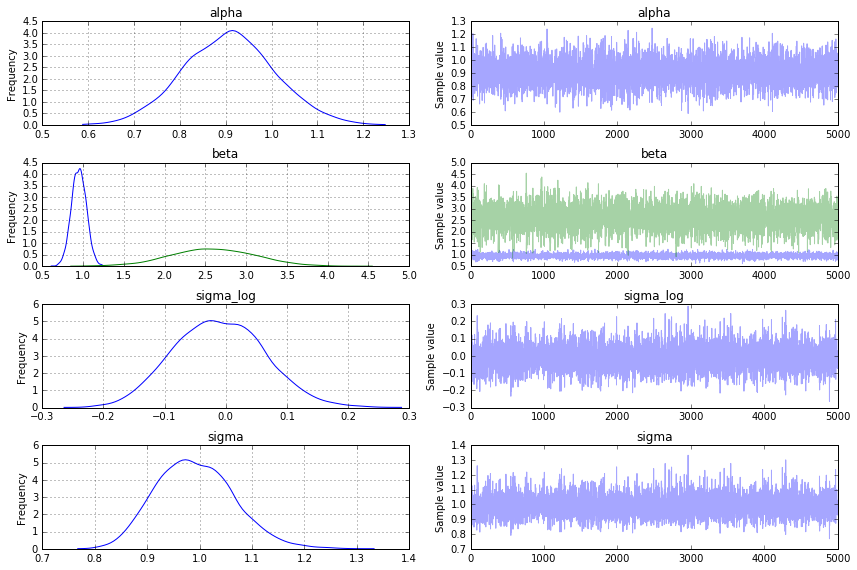 alpha
Frequency
4.5
4.0
3.5
3.0
2.5
2.0
1.5
1.0
0.5
0.0
0.5 0.6 0.7 0.8 0.9 1.0 1.1 1.2 1.3
alpha
Sample value
1.3
1.2
1.1
1.0
0.9
0.8
0.7
0.6
0.5
0 1000 2000 3000 4000 5000
beta
Frequency
4.5
4.0
3.5
3.0
2.5
2.0
1.5
1.0
0.5
0.0
0.5 1.0 1.5 2.0 2.5 3.0 3.5 4.0 4.5 5.0
beta
Sample value
5.0
4.5
4.0
3.5
3.0
2.5
2.0
1.5
1.0
0.5
0 1000 2000 3000 4000 5000
sigma_log
Frequency
6
5
4
3
2
1
0
−0.3 −0.2 −0.1 0.0 0.1 0.2 0.3
sigma_log
Sample value
0.3
0.2
0.1
0.0
−0.1
−0.2
−0.3
0 1000 2000 3000 4000 5000
sigma
Frequency
6
5
4
3
2
1
0
0.7 0.8 0.9 1.0 1.1 1.2 1.3 1.4
sigma
Sample value
1.4
1.3
1.2
1.1
1.0
0.9
0.8
0.7
0 1000 2000 3000 4000 5000